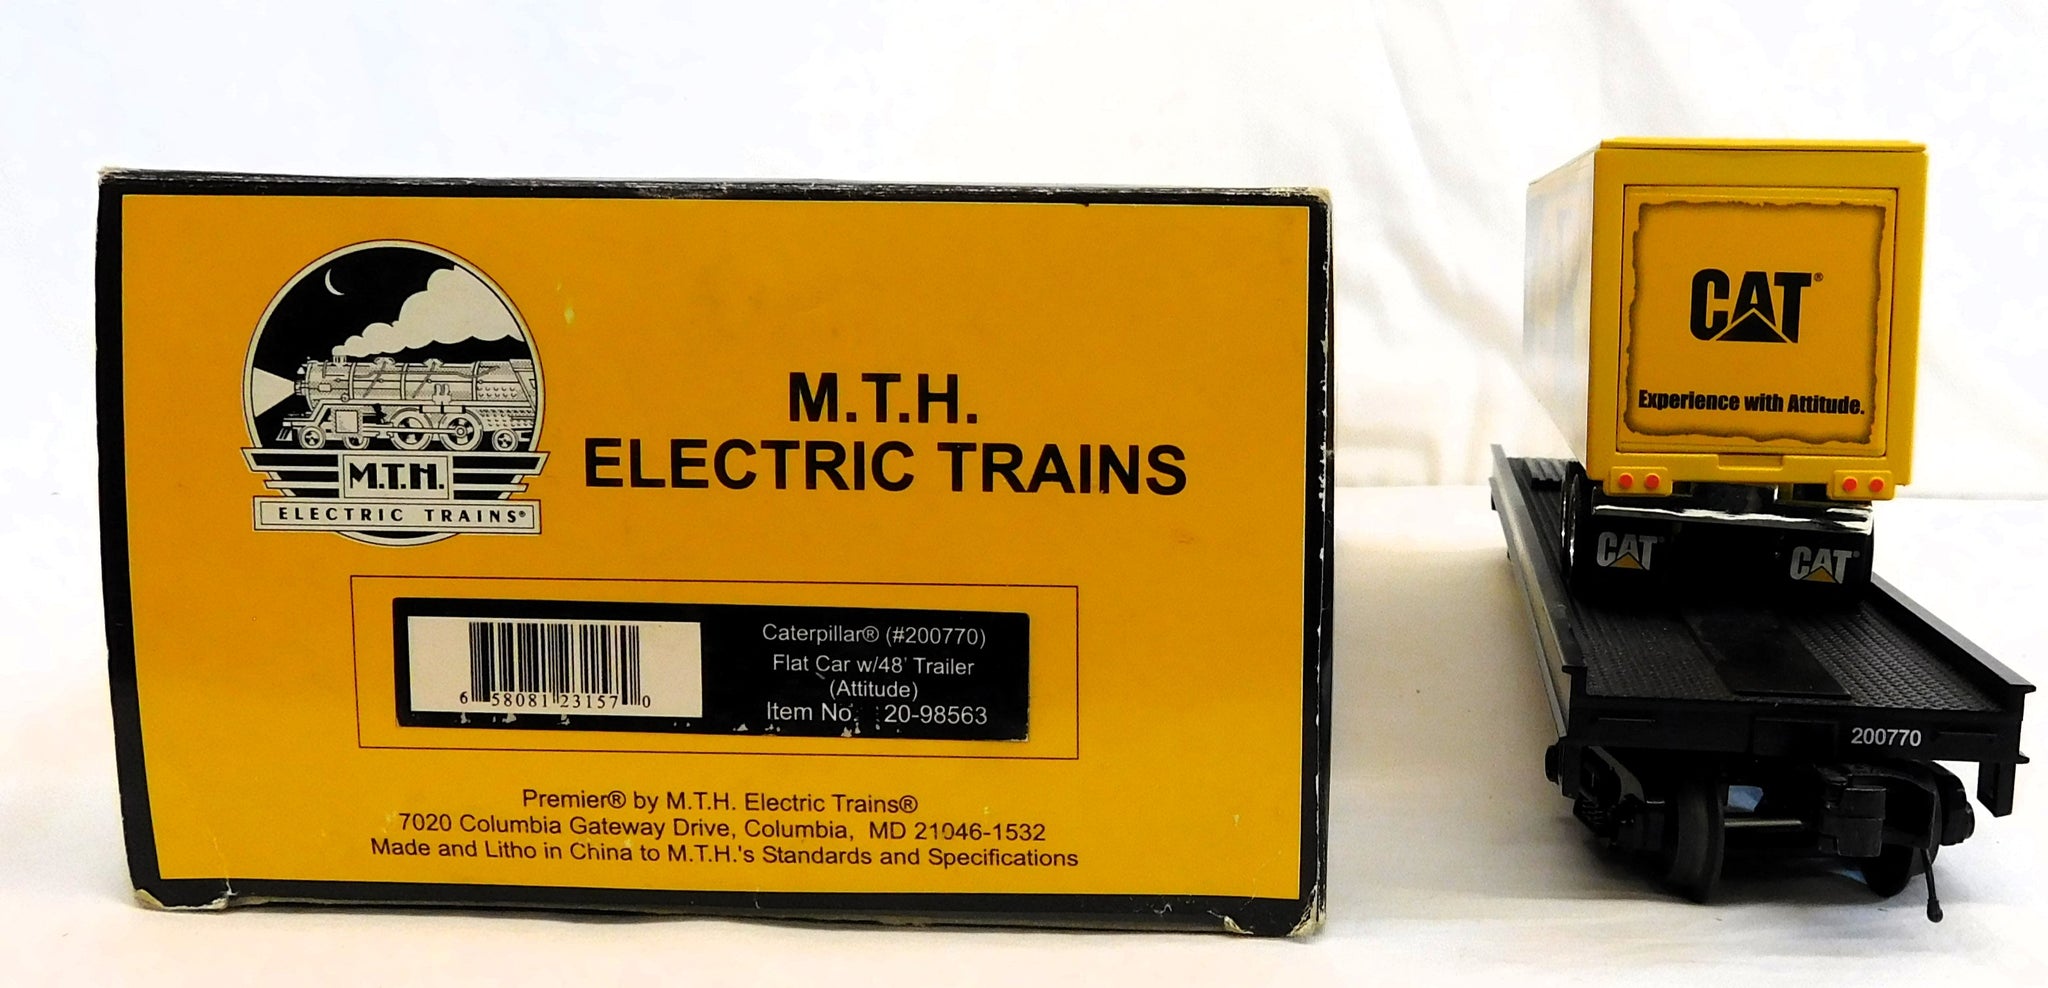 M.T.H.
ELECTRIC TRAINS®
M.T.H.
ELECTRIC TRAINS
6 58081 23157 0
Caterpillar® (#200770)
Flat Car w/48' Trailer
(Attitude)
Item No. 20-98563
Premier® by M.T.H. Electric Trains®
7020 Columbia Gateway Drive, Columbia, MD 21046-1532
Made and Litho in China to M.T.H.'s Standards and Specifications
CAT®
Experience with Attitude.
CAT® CAT®
200770